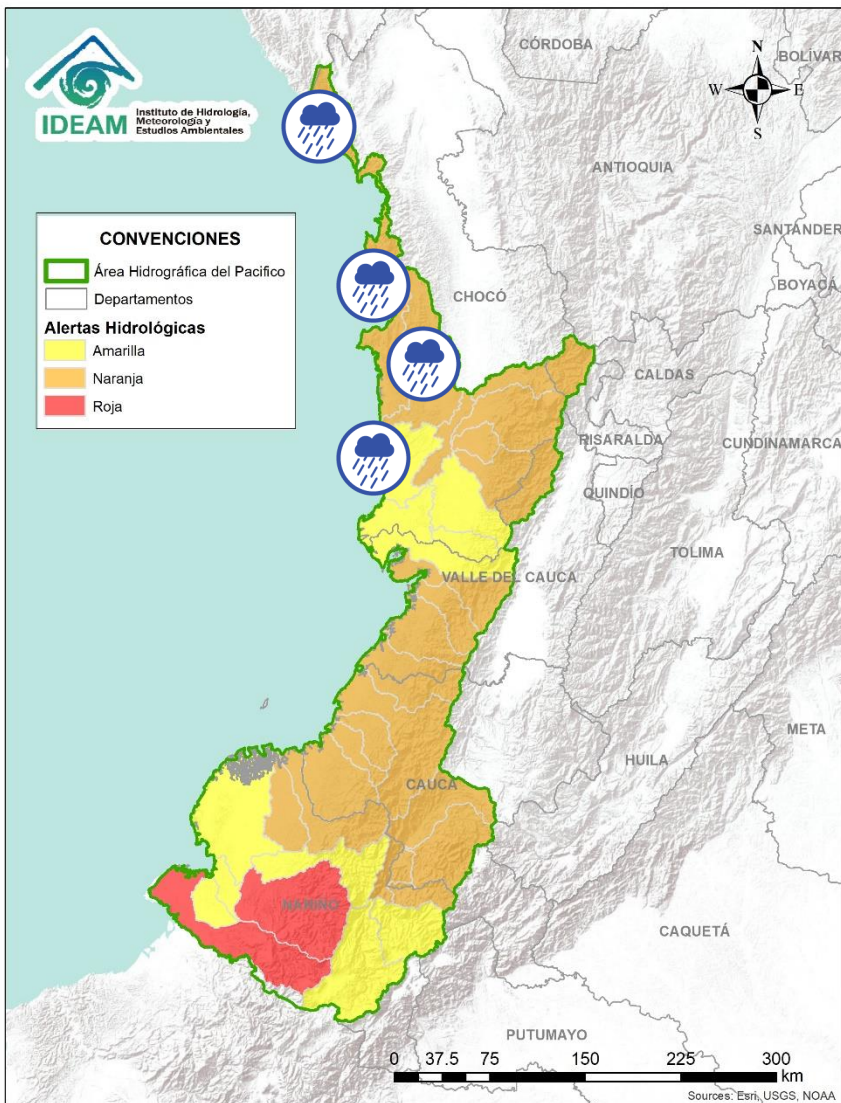 IDEAM
Instituto de Hidrología,
Meteorología y
Estudios Ambientales
CÓRDOBA
BOLÍVAR
N
W E
S
ANTIOQUIA
SANTANDER
BOYACÁ
CONVENCIONES
Área Hidrográfica del Pacifico
Departamentos
Alertas Hidrológicas
Amarilla
Naranja
Roja
CHOCÓ
CALDAS
RISARALDA
CUNDINAMARCA
QUINDÍO
TOLIMA
VALLE DEL CAUCA
META
HUILA
CAUCA
NARIÑO
CAQUETÁ
PUTUMAYO
0 37.5 75 150 225 300
km
Sources: Esri, USGS, NOAA